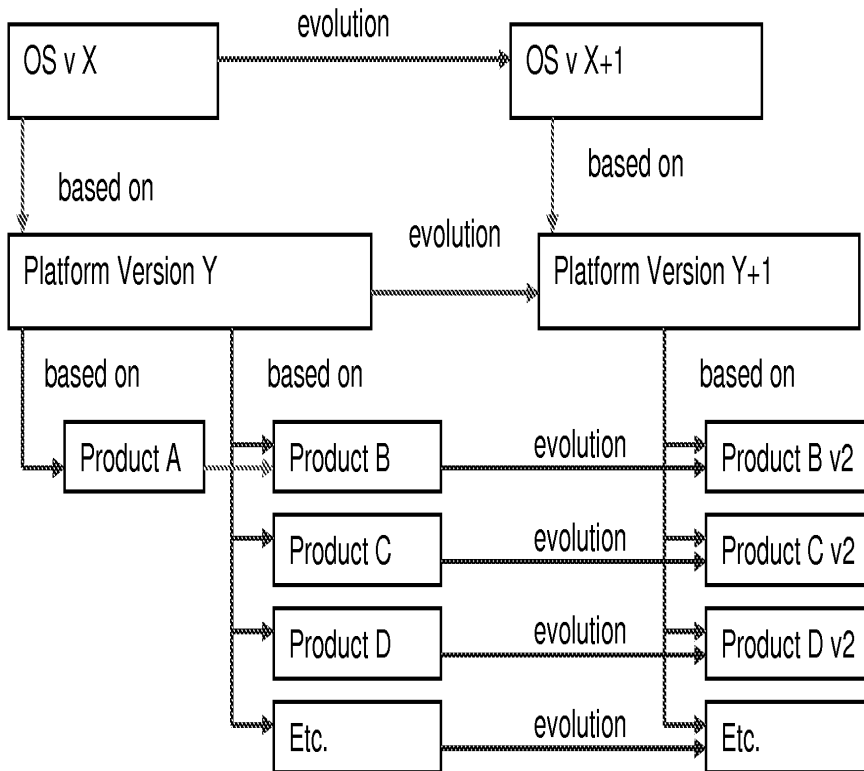 evolution
OS v X
OS v X+1
based on
based on
evolution
Platform Version Y
Platform Version Y+1
based on
based on
based on
Product A
Product B
evolution
Product B v2
Product C
evolution
Product C v2
Product D
evolution
Product D v2
Etc.
evolution
Etc.